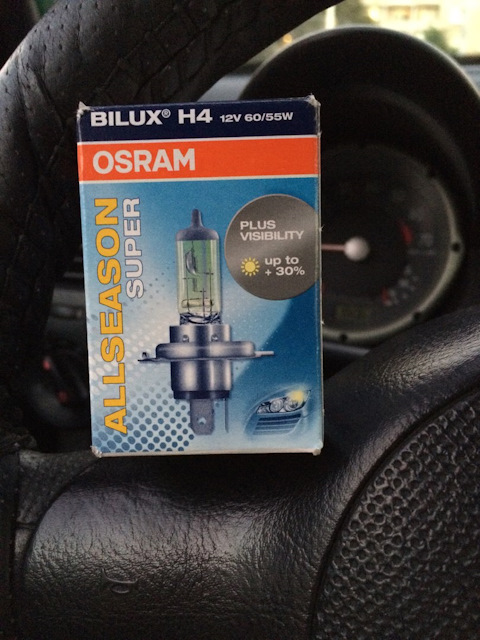 BILUX® H4 12V 60/55W
OSRAM
ALLSEASON
SUPER
PLUS
VISIBILITY
up to
+ 30%